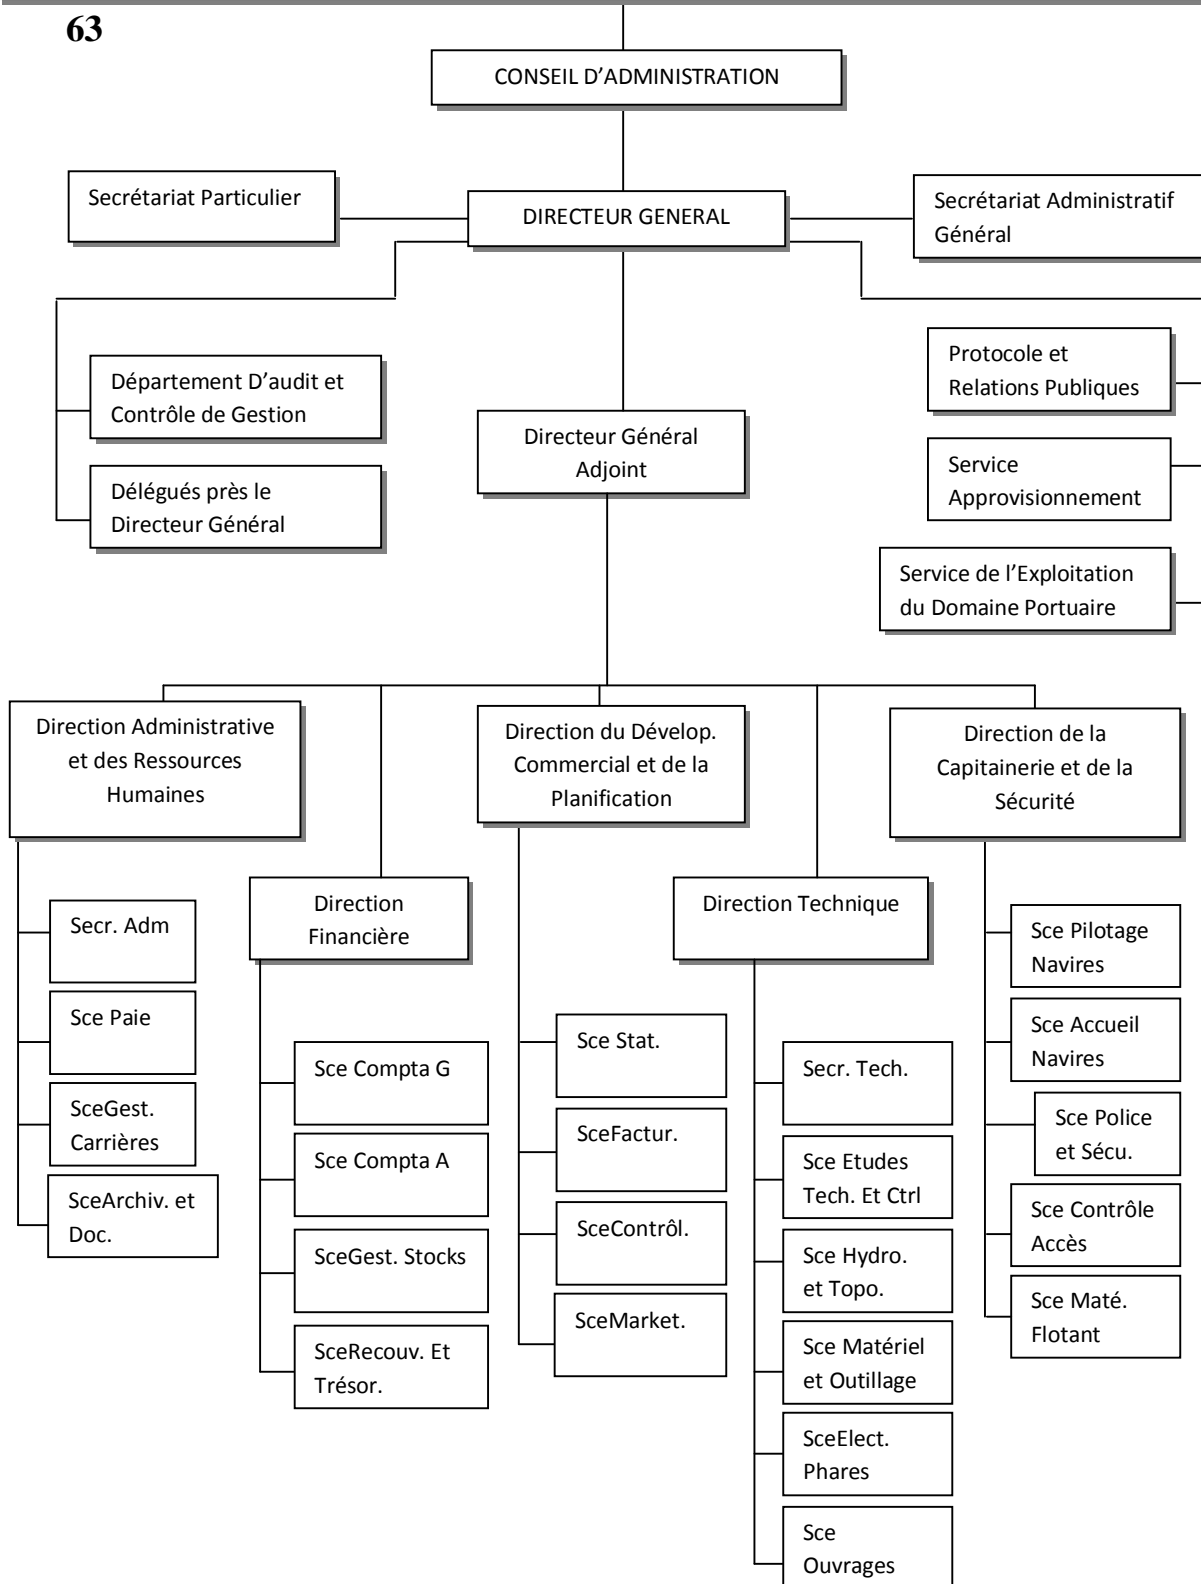 63
CONSEIL D'ADMINISTRATION
Secrétariat Particulier
DIRECTEUR GENERAL
Secrétariat Administratif
Général
Département D'audit et
Contrôle de Gestion
Délégués près le
Directeur Général
Directeur Général
Adjoint
Protocole et
Relations Publiques
Service
Approvisionnement
Service de l'Exploitation
du Domaine Portuaire
Direction Administrative
et des Ressources
Humaines
Direction du Dévelop.
Commercial et de la
Planification
Direction de la
Capitainerie et de la
Sécurité
Direction
Financière
Direction Technique
Secr. Adm
Sce Paie
SceGest.
Carrières
SceArchiv. et
Doc.
Sce Compta G
Sce Compta A
SceGest. Stocks
SceRecouv. Et
Trésor.
Sce Stat.
SceFactur.
SceContrôl.
SceMarket.
Secr. Tech.
Sce Etudes
Tech. Et Ctrl
Sce Hydro.
et Topo.
Sce Matériel
et Outillage
SceElect.
Phares
Sce
Ouvrages
Sce Pilotage
Navires
Sce Accueil
Navires
Sce Police
et Sécu.
Sce Contrôle
Accès
Sce Maté.
Flotant